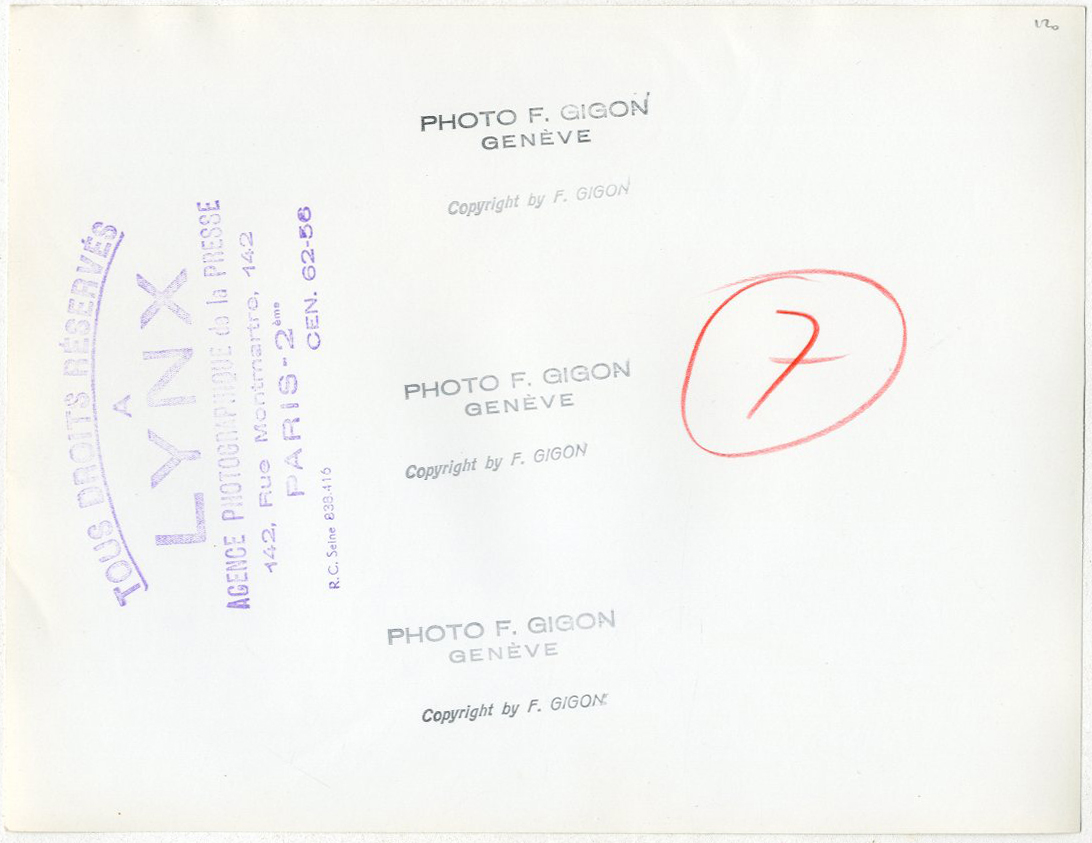 120
PHOTO F. GIGON
GENÈVE
Copyright by F. GIGON
TOUS DROITS RÉSERVÉS
A
LYNX
AGENCE PHOTOGRAPHIQUE de la PRESSE
142, Rue Montmartre, 142
PARIS-2ème
CEN. 62-56
R.C. Seine 838.416
7
PHOTO F. GIGON
GENÈVE
Copyright by F. GIGON
PHOTO F. GIGON
GENÈVE
Copyright by F. GIGON